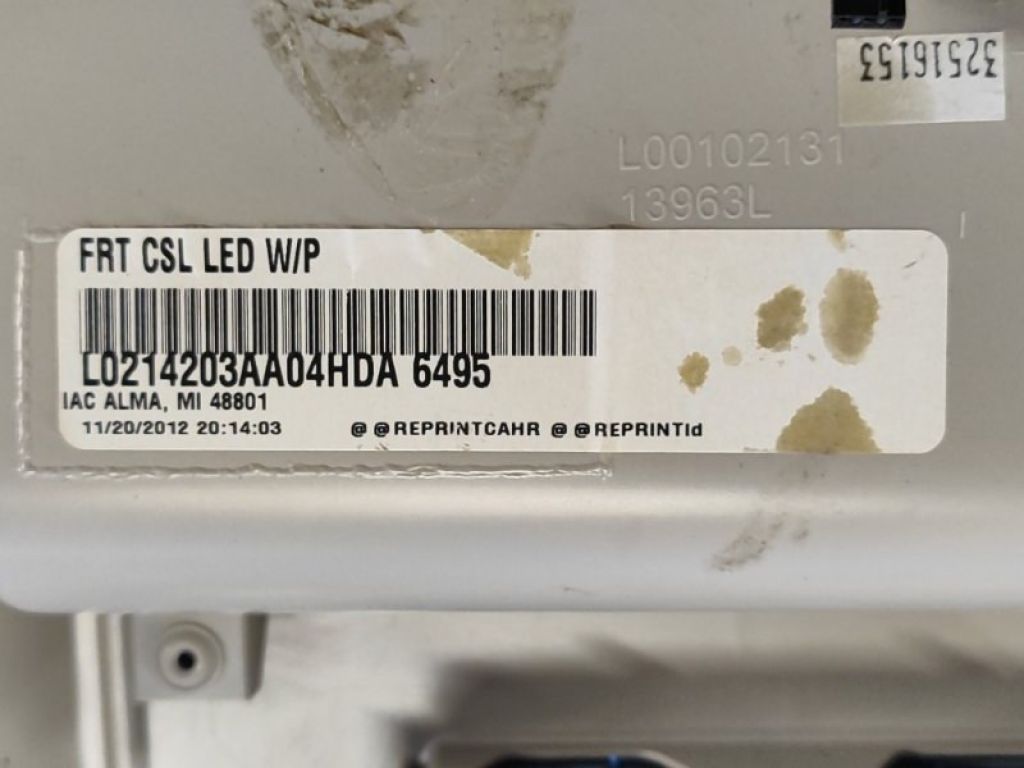 32516153
L00102131
13963L
FRT CSL LED W/P
L0214203AA04HDA 6495
IAC ALMA, MI 48801
11/20/2012 20:14:03 @@REPRINTCAHR @@REPRINTId